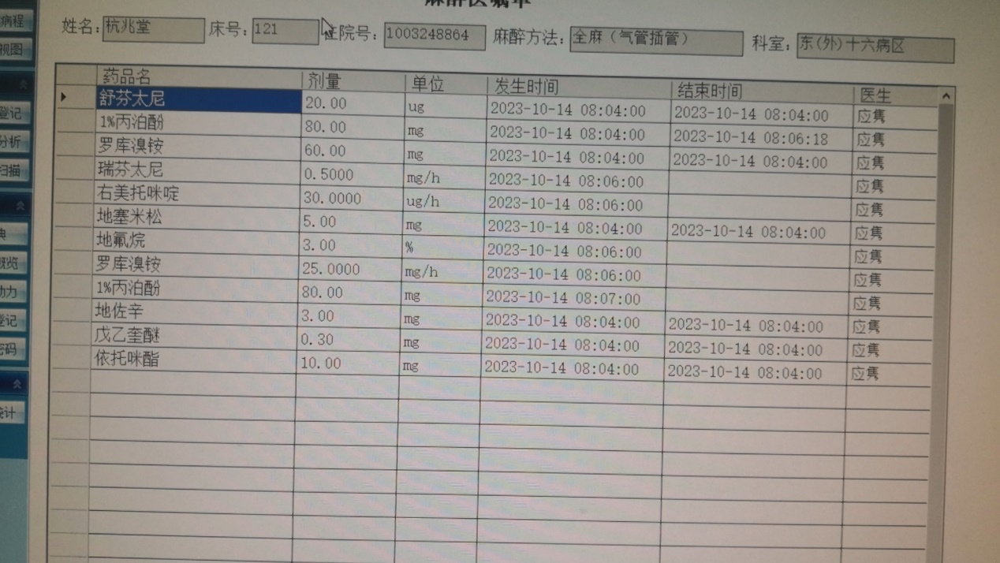 麻醉医嘱单
姓名: 杭兆堂 床号: 121 住院号: 1003248864 麻醉方法: 全麻（气管插管） 科室: 东(外)十六病区
药品名 剂量 单位 发生时间 结束时间 医生
舒芬太尼 20.00 ug 2023-10-14 08:04:00 2023-10-14 08:04:00 应隽
1%丙泊酚 80.00 mg 2023-10-14 08:04:00 2023-10-14 08:06:18 应隽
罗库溴铵 60.00 mg 2023-10-14 08:04:00 2023-10-14 08:04:00 应隽
瑞芬太尼 0.5000 mg/h 2023-10-14 08:06:00 应隽
右美托咪啶 30.0000 ug/h 2023-10-14 08:06:00 应隽
地塞米松 5.00 mg 2023-10-14 08:04:00 2023-10-14 08:04:00 应隽
地氟烷 3.00 % 2023-10-14 08:06:00 应隽
罗库溴铵 25.0000 mg/h 2023-10-14 08:06:00 应隽
1%丙泊酚 80.00 mg 2023-10-14 08:07:00 应隽
地佐辛 3.00 mg 2023-10-14 08:04:00 2023-10-14 08:04:00 应隽
戊乙奎醚 0.30 mg 2023-10-14 08:04:00 2023-10-14 08:04:00 应隽
依托咪酯 10.00 mg 2023-10-14 08:04:00 2023-10-14 08:04:00 应隽
病程
视图
登记
分析
扫描
典
概览
动力
登记
密码
统计